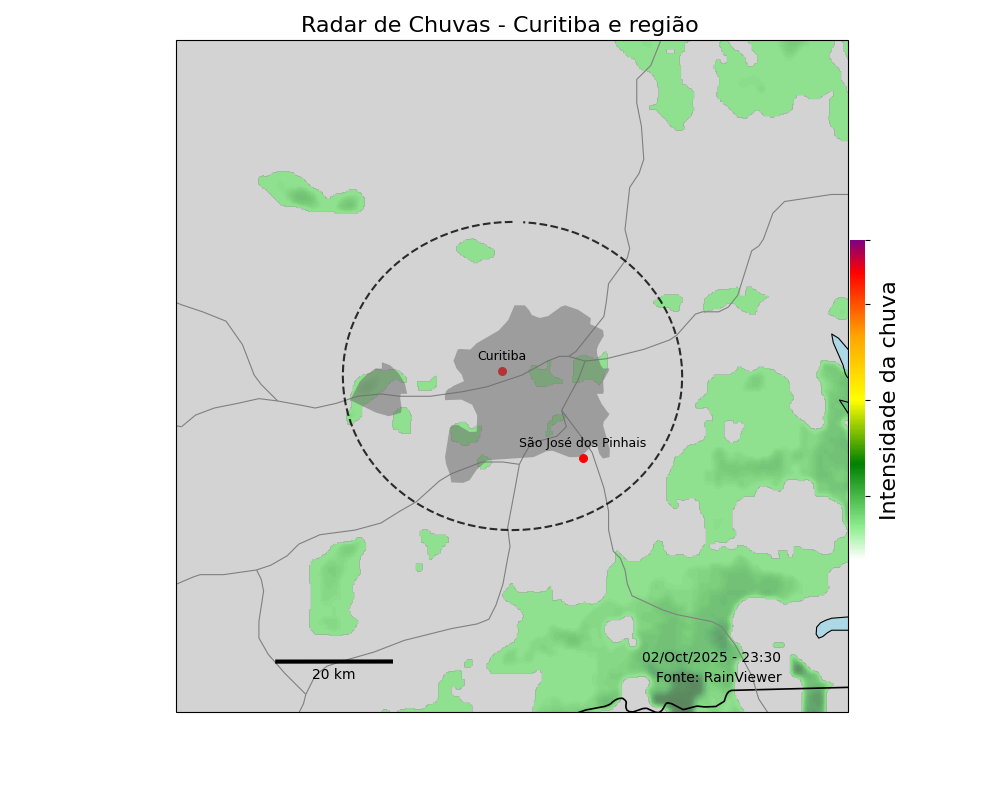 Radar de Chuvas - Curitiba e região
Curitiba
São José dos Pinhais
Intensidade da chuva
02/Oct/2025 - 23:30
Fonte: RainViewer
20 km